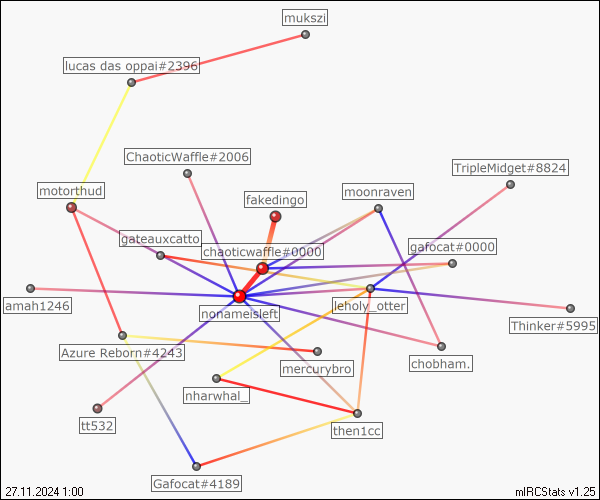 mukszi
lucas das oppai#2396
ChaoticWaffle#2006
TripleMidget#8824
motorthud
moonraven
fakedingo
gateauxcatto
chaoticwaffle#0000
gafocat#0000
amah1246
nonameisleft
leholy_otter
Thinker#5995
Azure Reborn#4243
mercurybro
chobham.
nharwhal_
tt532
then1cc
Gafocat#4189
27.11.2024 1:00
mIRCStats v1.25